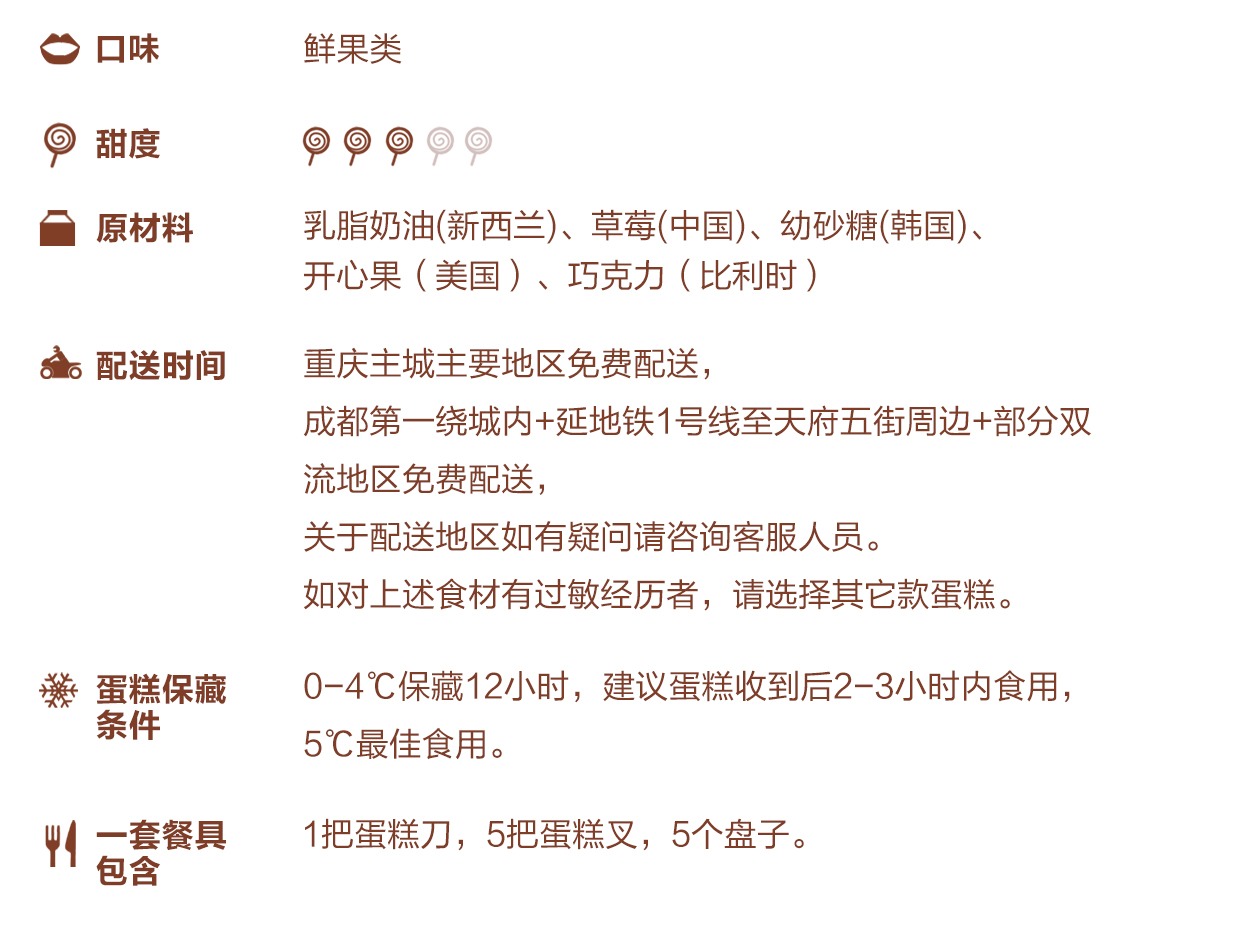 口味 鲜果类
甜度
原材料 乳脂奶油(新西兰)、草莓(中国)、幼砂糖(韩国)、
开心果（美国）、巧克力（比利时）
配送时间 重庆主城主要地区免费配送，
成都第一绕城内+延地铁1号线至天府五街周边+部分双
流地区免费配送，
关于配送地区如有疑问请咨询客服人员。
如对上述食材有过敏经历者，请选择其它款蛋糕。
蛋糕保藏 0-4℃保藏12小时，建议蛋糕收到后2-3小时内食用，
条件 5℃最佳食用。
一套餐具 1把蛋糕刀，5把蛋糕叉，5个盘子。
包含